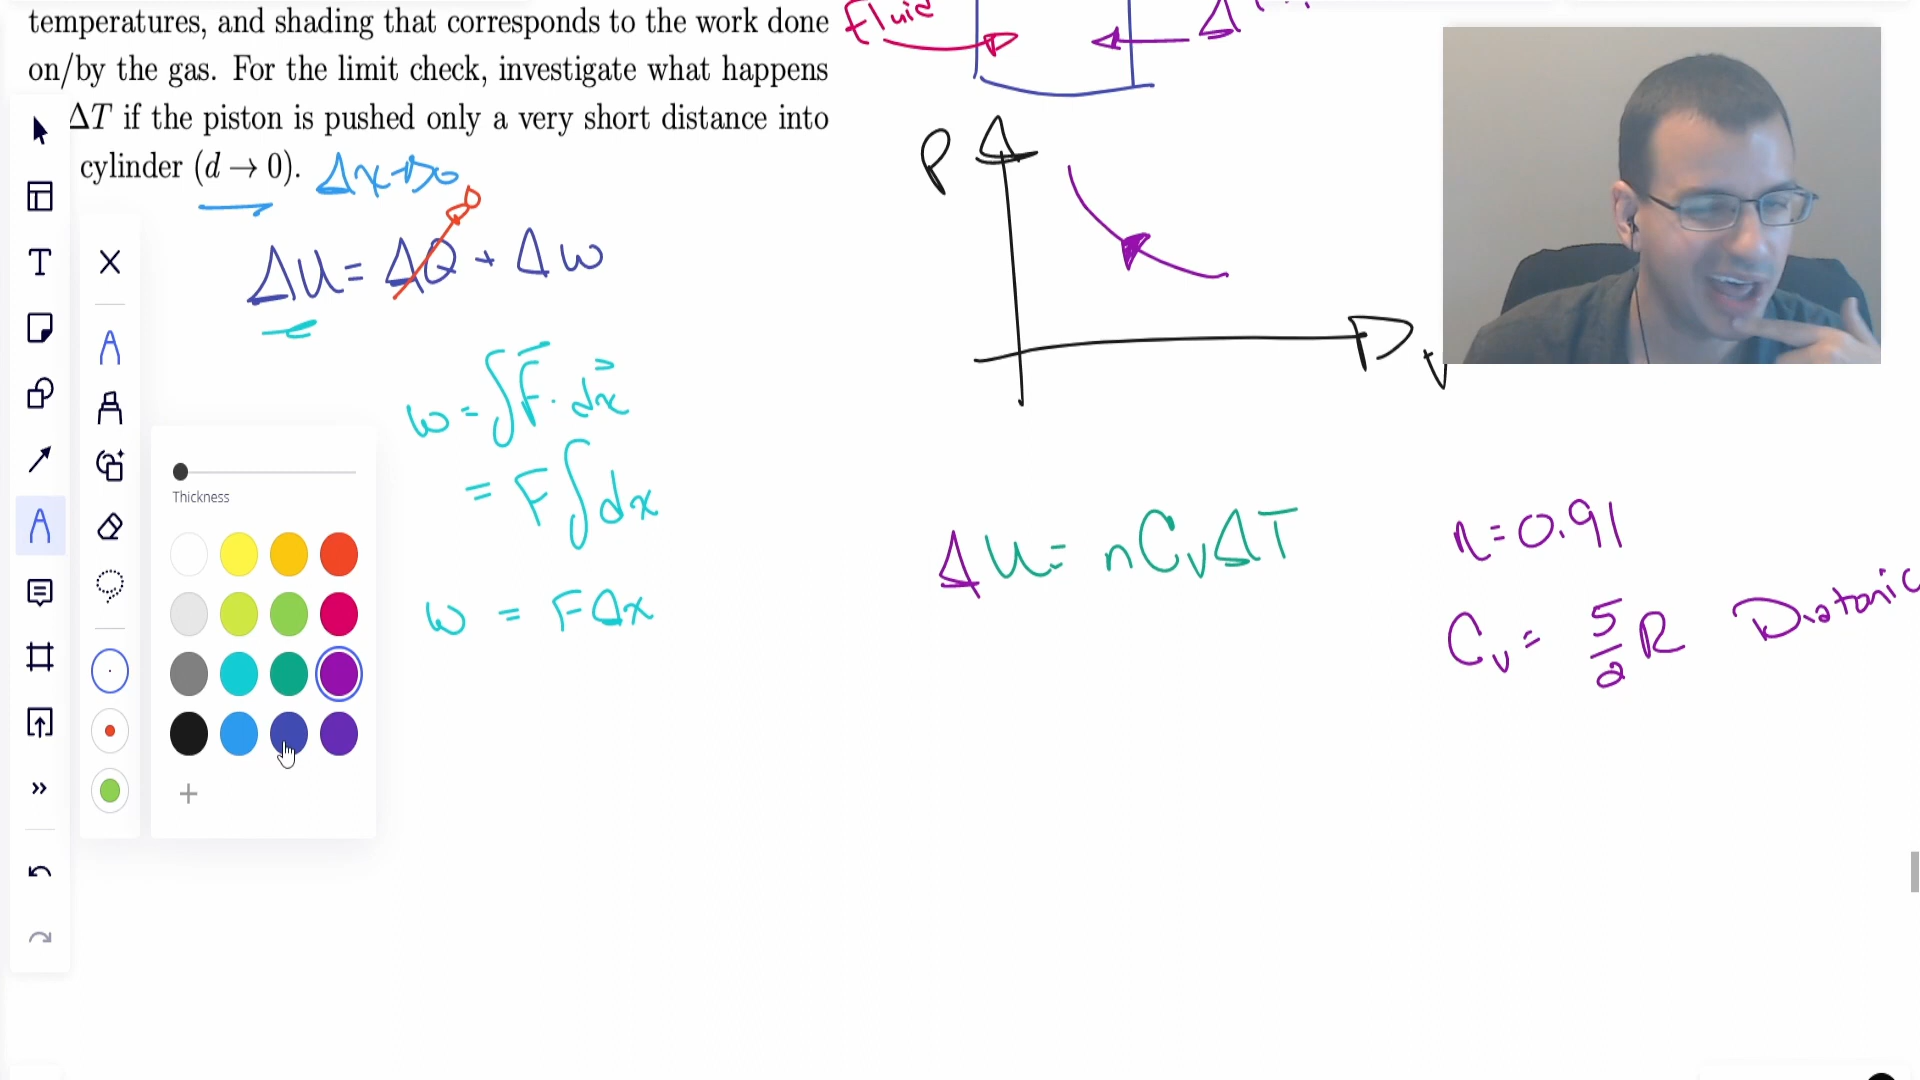 temperatures, and shading that corresponds to the work done
on/by the gas. For the limit check, investigate what happens
ΔT if the piston is pushed only a very short distance into
cylinder (d → 0). Δx→0
fluid
P
V
ΔU = ΔQ + Δw
0
w = ∫F⃗ · dx⃗
= F∫dx
w = FΔx
ΔU = nCvΔT
n = 0.91
Cv = 5/2 R Diatomic
T
Thickness